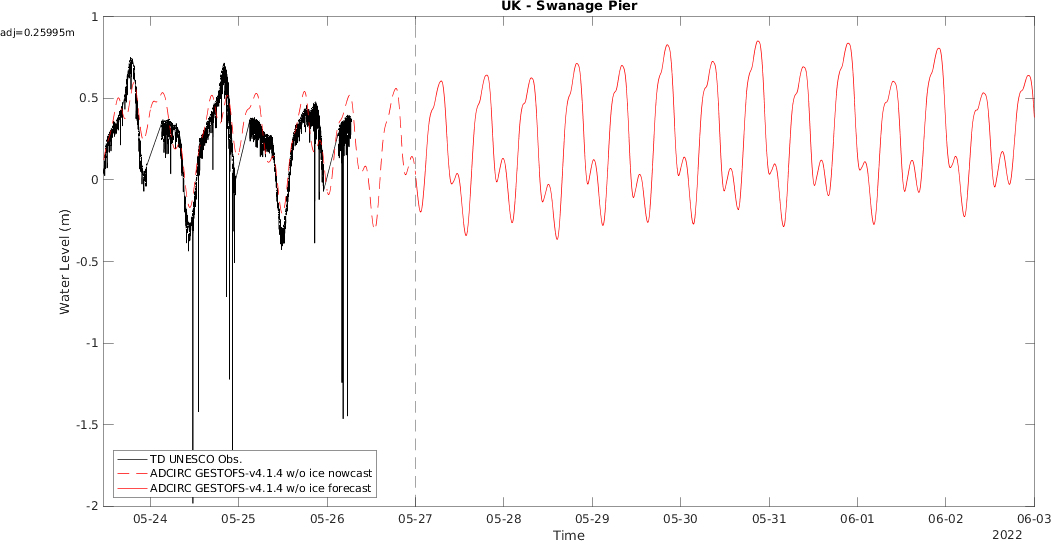 UK - Swanage Pier
adj=0.25995m
1
0.5
0
-0.5
-1
-1.5
-2
Water Level (m)
TD UNESCO Obs.
ADCIRC GESTOFS-v4.1.4 w/o ice nowcast
ADCIRC GESTOFS-v4.1.4 w/o ice forecast
05-24 05-25 05-26 05-27 05-28 05-29 05-30 05-31 06-01 06-02 06-03
Time
2022